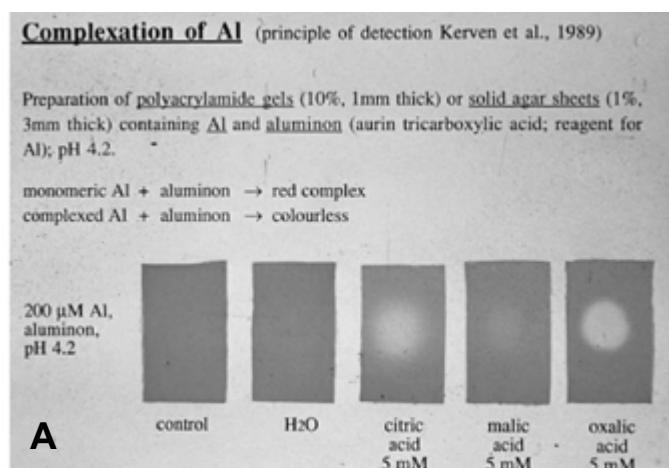 Complexation of Al (principle of detection Kerven et al., 1989)
Preparation of polyacrylamide gels (10%, 1mm thick) or solid agar sheets (1%,
3mm thick) containing Al and aluminon (aurin tricarboxylic acid; reagent for
Al); pH 4.2.
monomeric Al + aluminon → red complex
complexed Al + aluminon → colourless
200 µM Al,
aluminon,
pH 4.2
control
H2O
citric
acid
5 mM
malic
acid
5 mM
oxalic
acid
5 mM
A